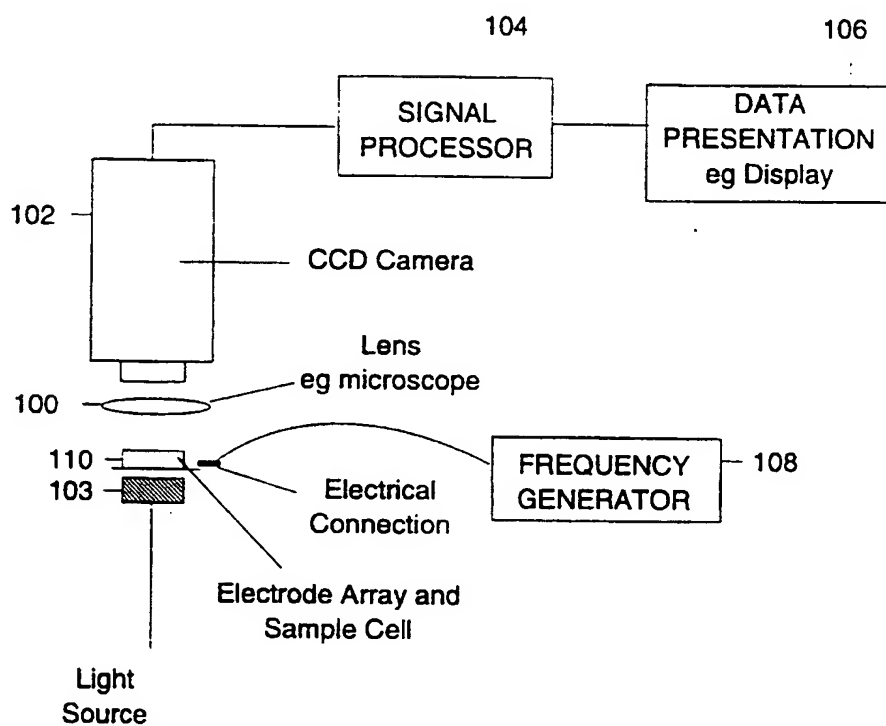 104
106
SIGNAL
PROCESSOR
DATA
PRESENTATION
eg Display
102
CCD Camera
Lens
eg microscope
100
110
103
FREQUENCY
GENERATOR
108
Electrical
Connection
Electrode Array and
Sample Cell
Light
Source